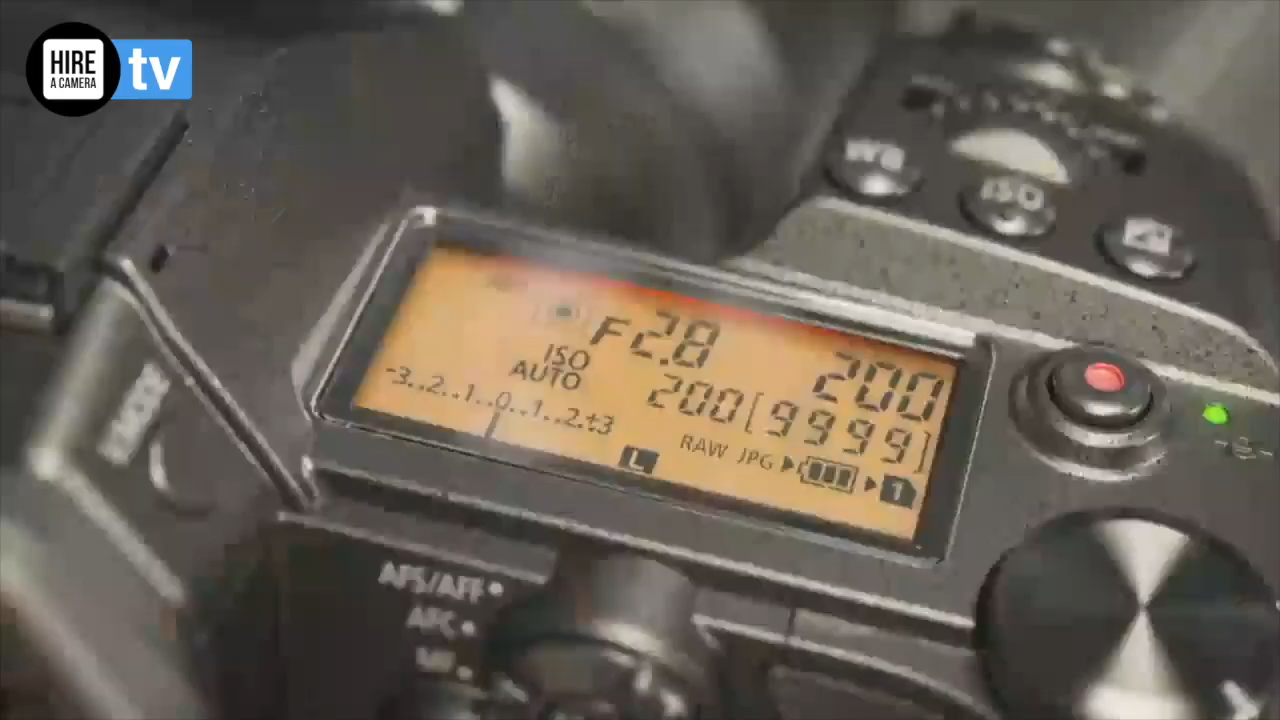 HIRE
A CAMERA
tv
WB
ISO
F2.8 200
ISO
AUTO
200[9999]
-3..2..1..0..1..2.+3
RAW JPG
L
1
AFS/AFF
AFC
MF